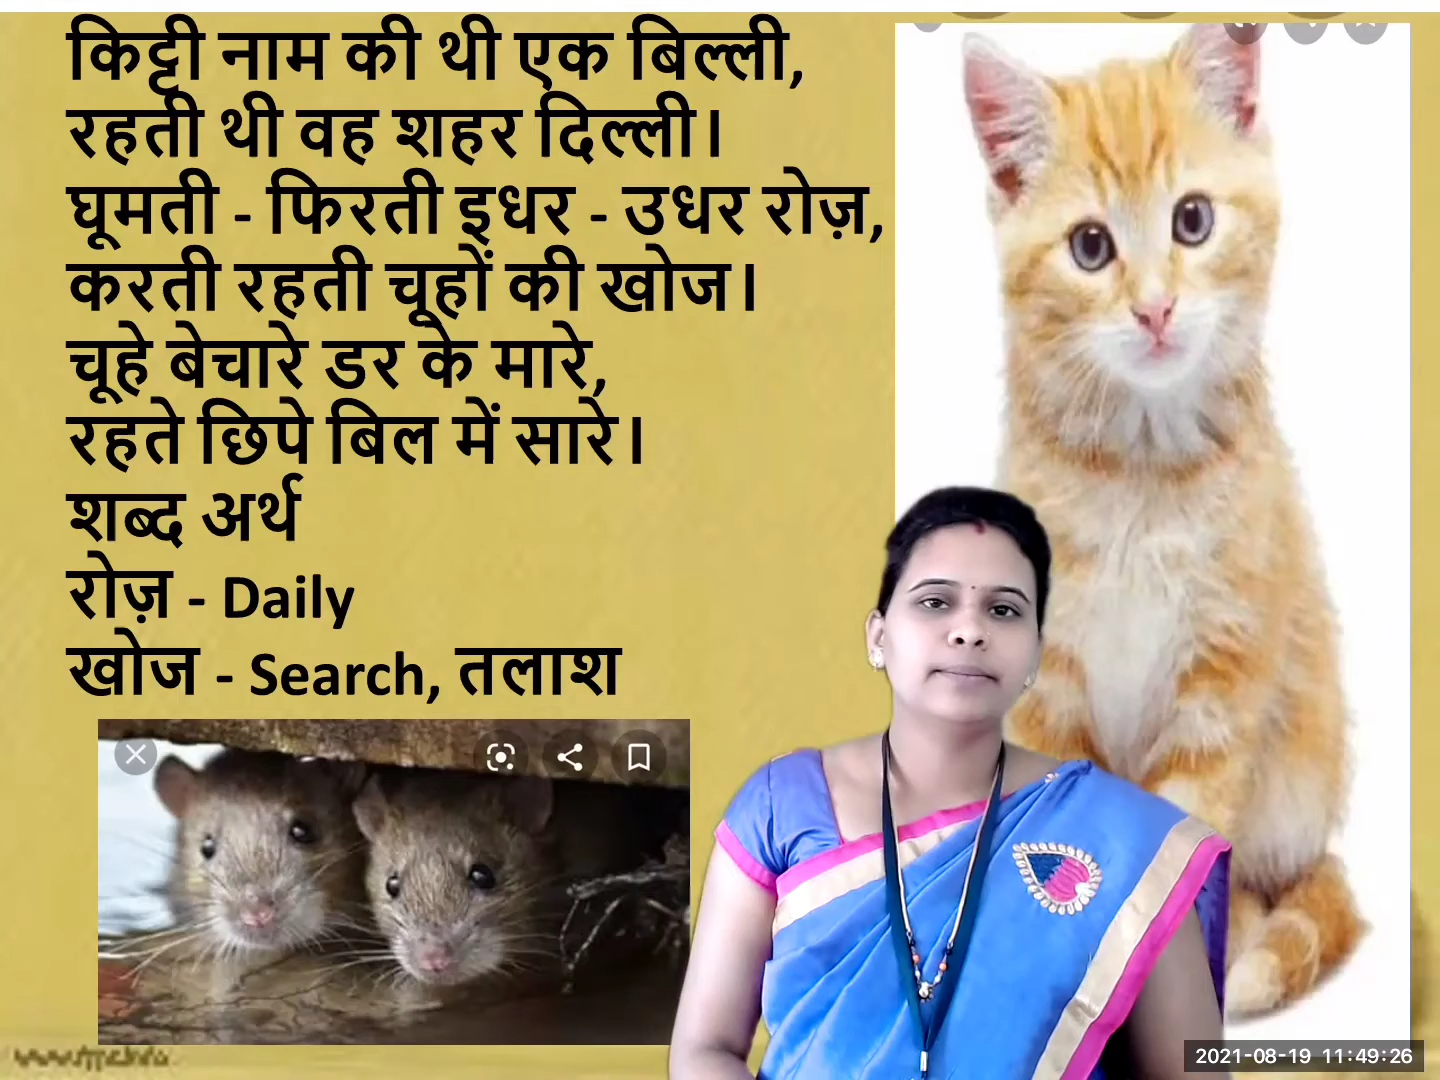 किट्टी नाम की थी एक बिल्ली,
रहती थी वह शहर दिल्ली।
घूमती - फिरती इधर - उधर रोज़,
करती रहती चूहों की खोज।
चूहे बेचारे डर के मारे,
रहते छिपे बिल में सारे।
शब्द अर्थ
रोज़ - Daily
खोज - Search, तलाश
2021-08-19 11:49:26